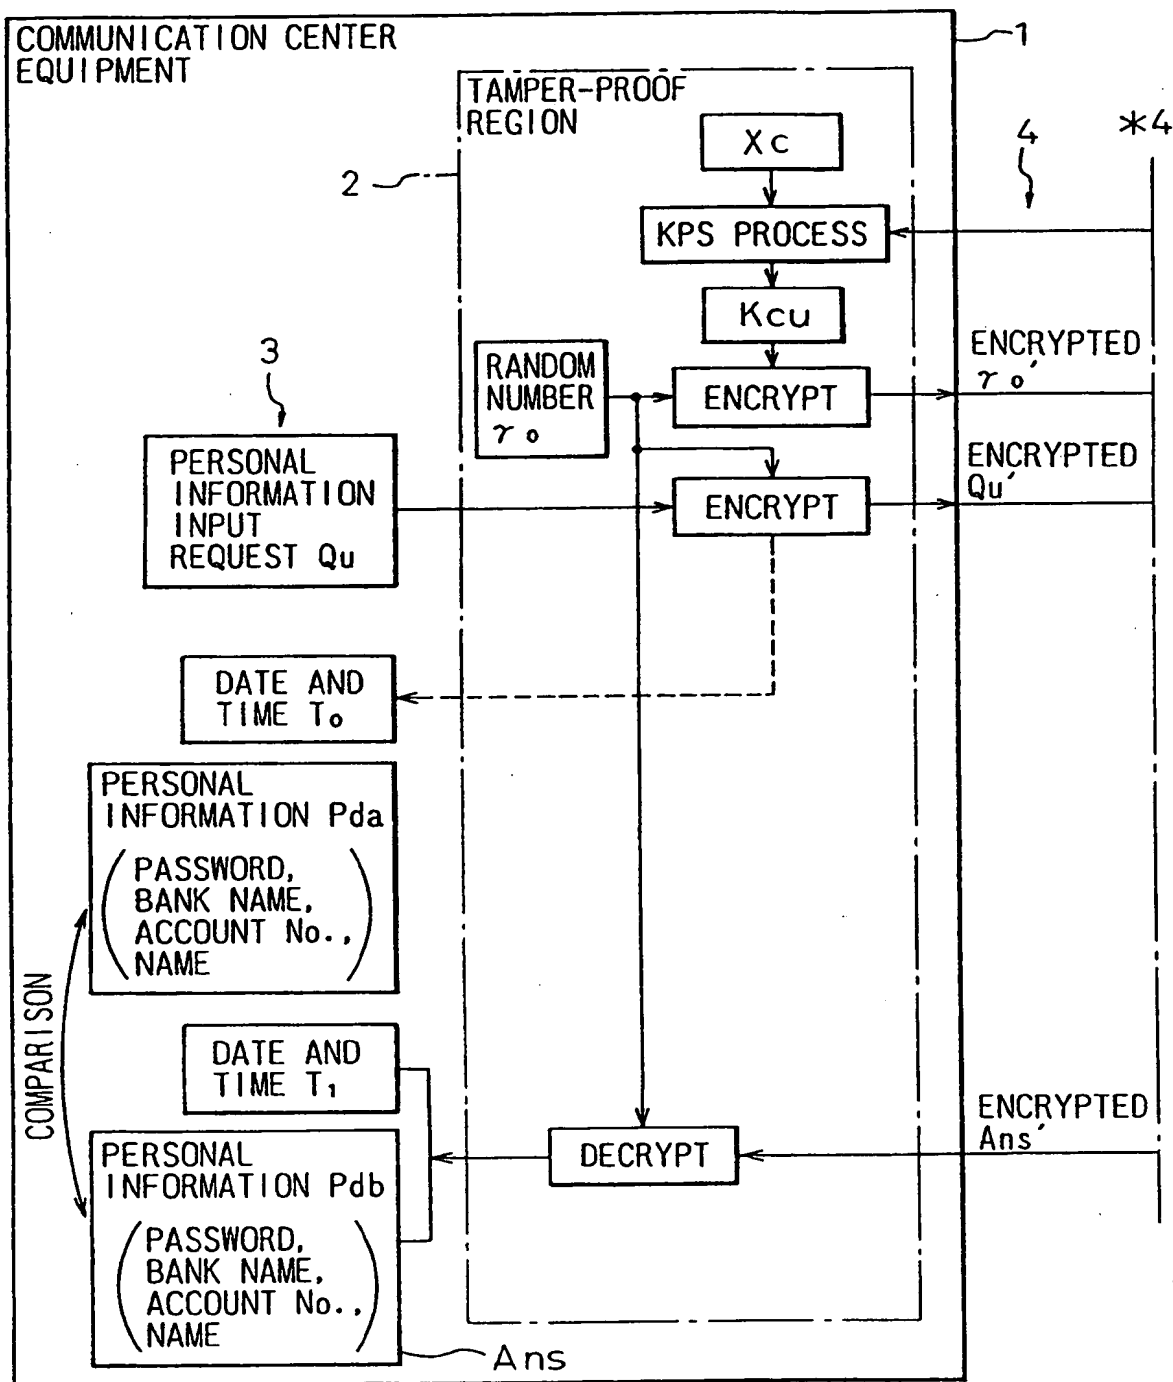 COMMUNICATION CENTER
EQUIPMENT
1
TAMPER-PROOF
REGION
2
Xc
4
*4
KPS PROCESS
Kcu
3
RANDOM
NUMBER
γo
ENCRYPT
ENCRYPTED
γo′
PERSONAL
INFORMATION
INPUT
REQUEST Qu
ENCRYPT
ENCRYPTED
Qu′
DATE AND
TIME To
PERSONAL
INFORMATION Pda
PASSWORD,
BANK NAME,
ACCOUNT No.,
NAME
COMPARISON
DATE AND
TIME T1
DECRYPT
ENCRYPTED
Ans′
PERSONAL
INFORMATION Pdb
PASSWORD,
BANK NAME,
ACCOUNT No.,
NAME
Ans